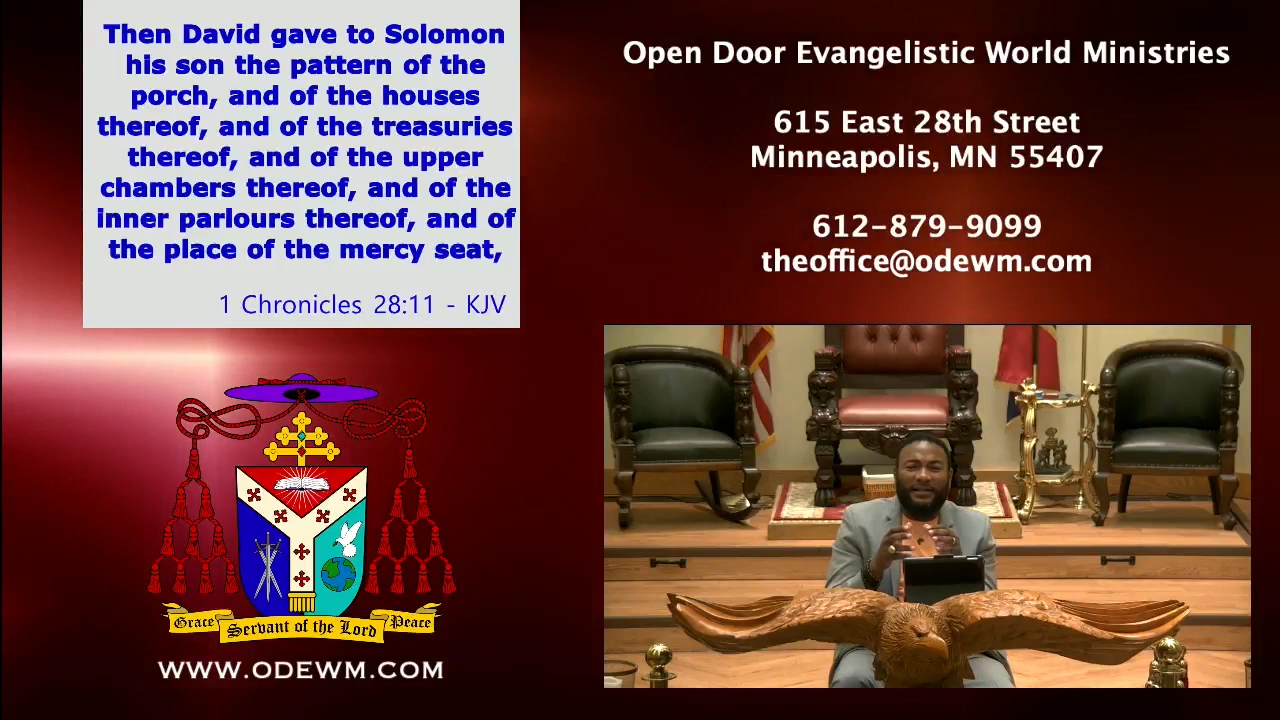 Then David gave to Solomon
his son the pattern of the
porch, and of the houses
thereof, and of the treasuries
thereof, and of the upper
chambers thereof, and of the
inner parlours thereof, and of
the place of the mercy seat,
1 Chronicles 28:11 - KJV
Open Door Evangelistic World Ministries
615 East 28th Street
Minneapolis, MN 55407
612-879-9099
theoffice@odewm.com
Grace
Servant of the Lord
Peace
WWW.ODEWM.COM